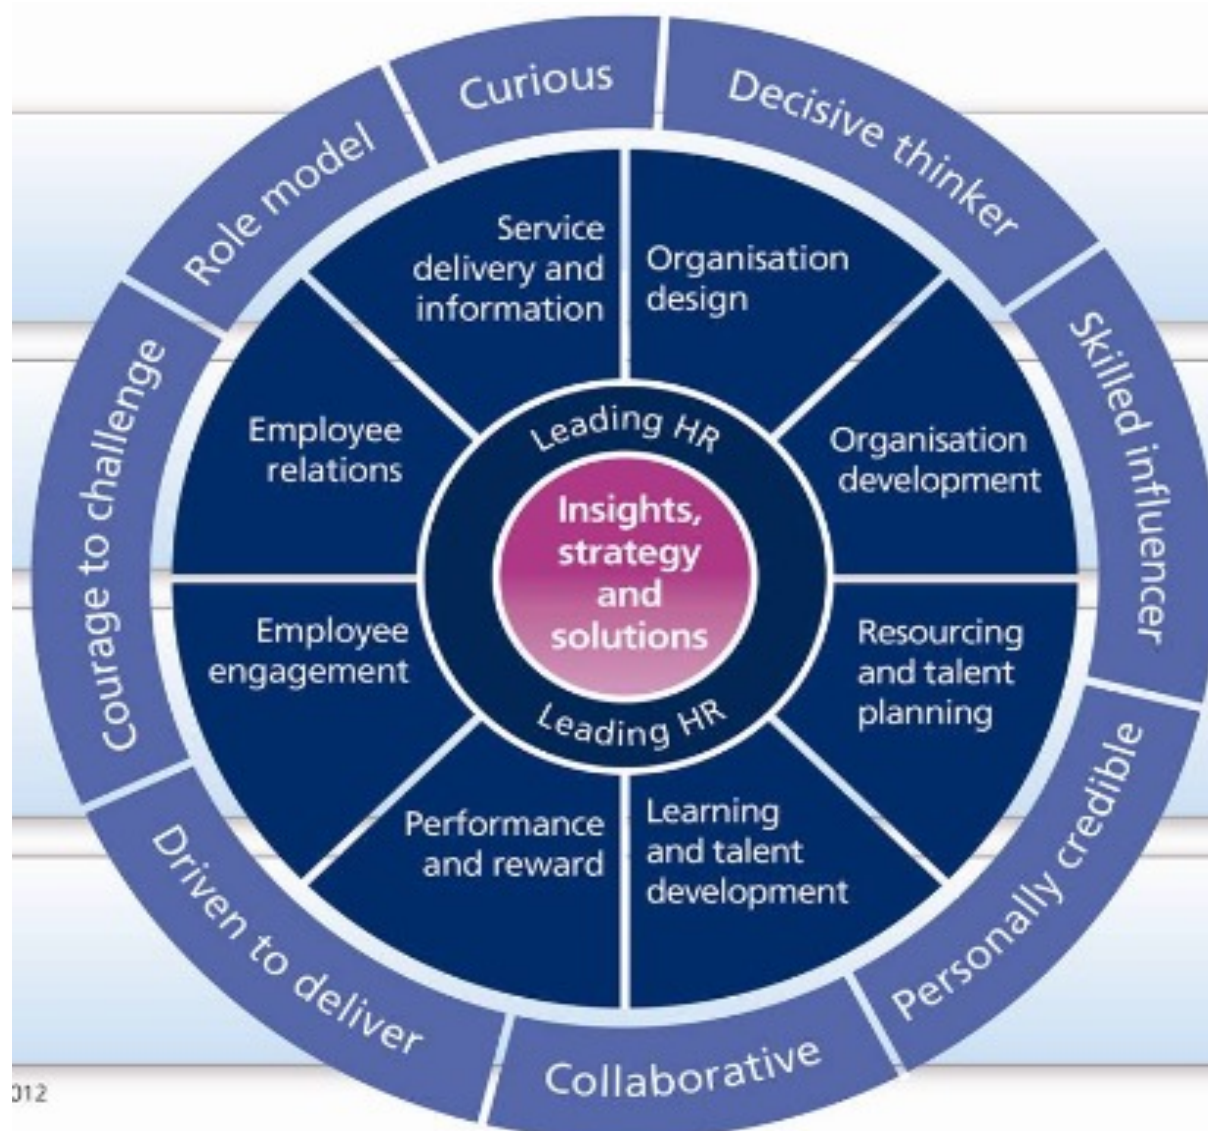 Curious
Decisive thinker
Skilled influencer
Personally credible
Collaborative
Driven to deliver
Courage to challenge
Role model
Service
delivery and
information
Organisation
design
Organisation
development
Resourcing
and talent
planning
Learning
and talent
development
Performance
and reward
Employee
engagement
Employee
relations
Leading HR
Insights,
strategy
and
solutions
Leading HR
012